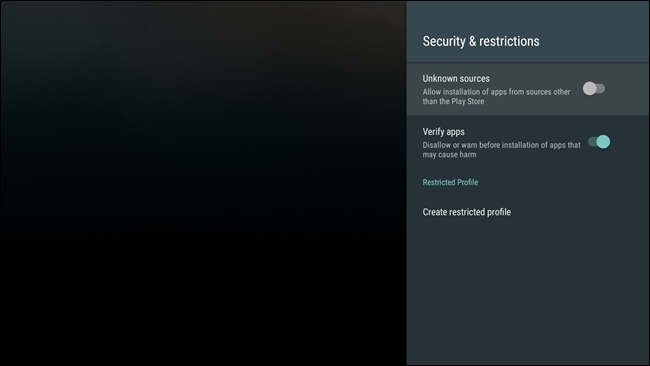 Security & restrictions
Unknown sources
Allow installation of apps from sources other
than the Play Store
Verify apps
Disallow or warn before installation of apps that
may cause harm
Restricted Profile
Create restricted profile